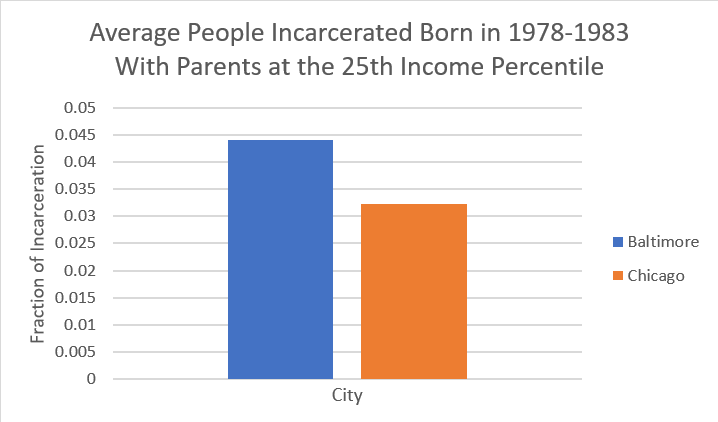 Average People Incarcerated Born in 1978-1983
With Parents at the 25th Income Percentile
0.05
0.045
0.04
0.035
0.03
0.025
0.02
0.015
0.01
0.005
0
Fraction of Incarceration
City
Baltimore
Chicago